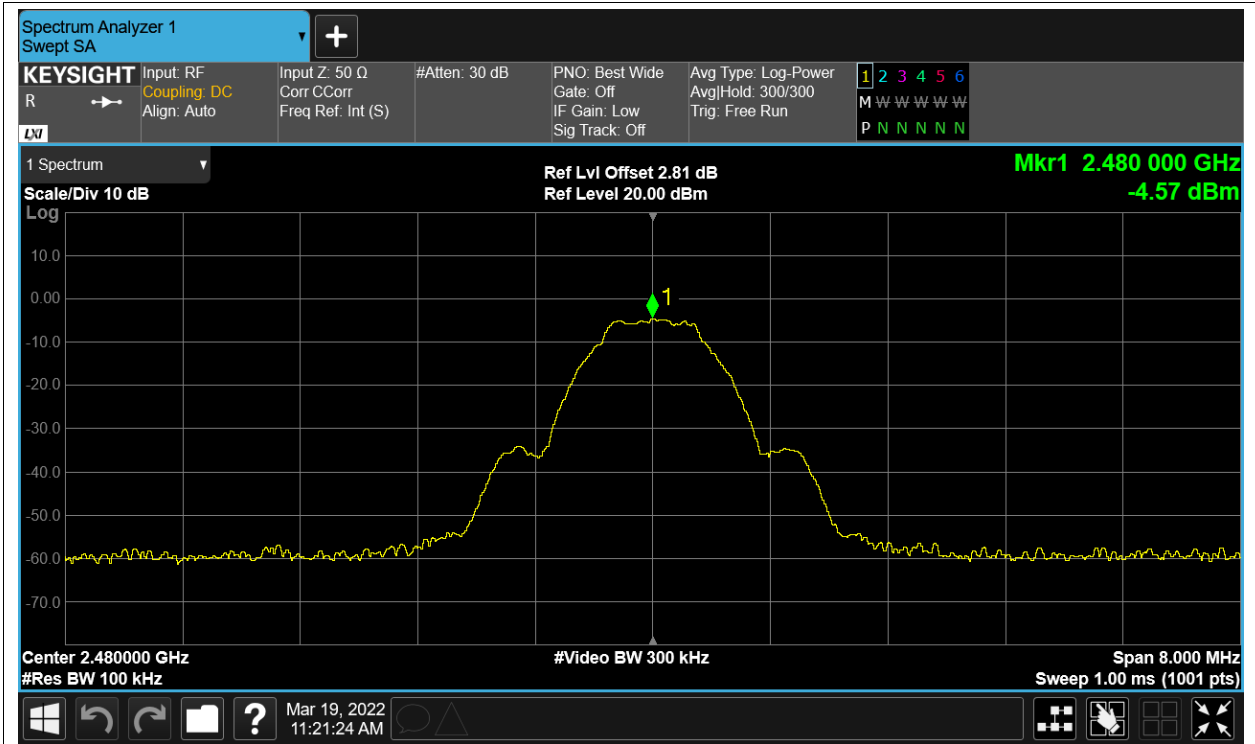 Spectrum Analyzer 1
Swept SA
+
KEYSIGHT
R
LXI
Input: RF
Coupling: DC
Align: Auto
Input Z: 50 Ω
Corr CCorr
Freq Ref: Int (S)
#Atten: 30 dB
PNO: Best Wide
Gate: Off
IF Gain: Low
Sig Track: Off
Avg Type: Log-Power
Avg|Hold: 300/300
Trig: Free Run
1 2 3 4 5 6
M W W W W W
P N N N N N
1 Spectrum
Scale/Div 10 dB
Log
Ref Lvl Offset 2.81 dB
Ref Level 20.00 dBm
Mkr1 2.480 000 GHz
-4.57 dBm
10.0
0.00
-10.0
-20.0
-30.0
-40.0
-50.0
-60.0
-70.0
1
Center 2.480000 GHz
#Res BW 100 kHz
#Video BW 300 kHz
Span 8.000 MHz
Sweep 1.00 ms (1001 pts)
?
Mar 19, 2022
11:21:24 AM